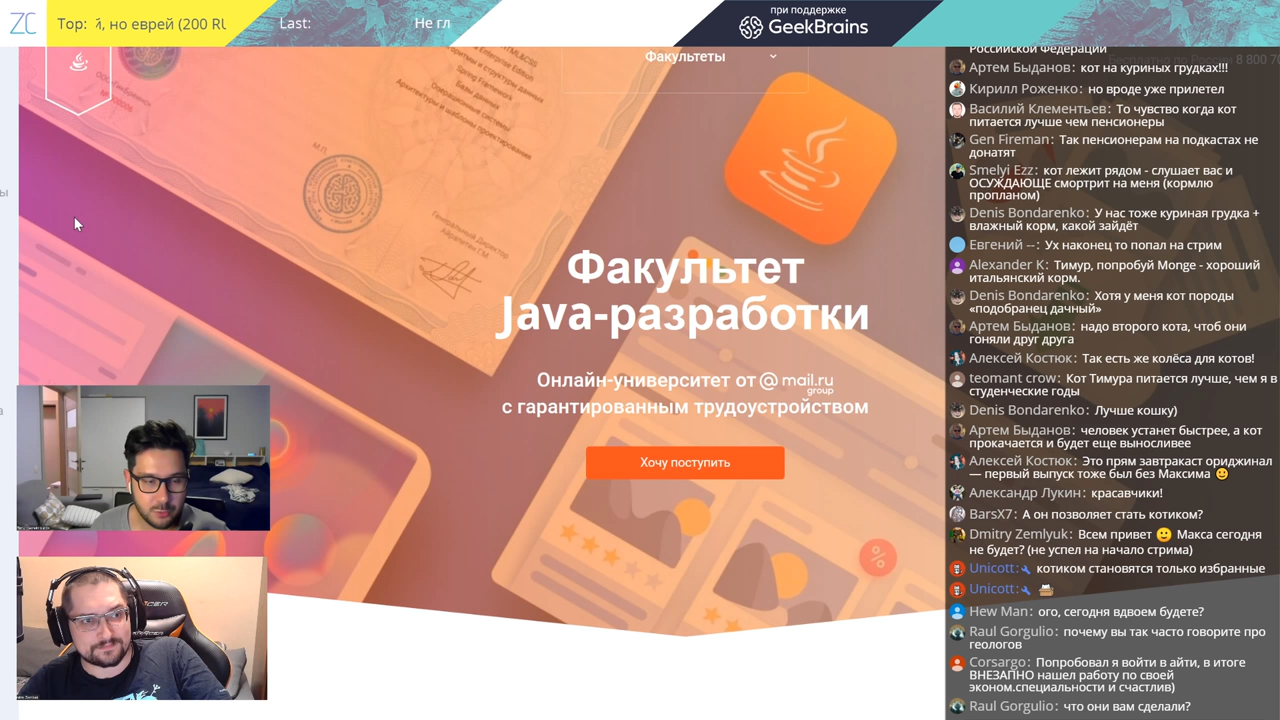 ZC
Top: й, но еврей (200 RU
Last:
Не гл
при поддержке
GeekBrains
Факультеты
М.П.
Генеральный Директор
Факультет
Java-разработки
Онлайн-университет от @ mail.ru group
с гарантированным трудоустройством
Хочу поступить
ы
а
%
Российской Федерации
Бесплатно по России 8 800 70
Артем Быданов: кот на куриных грудках!!!
Кирилл Роженко: но вроде уже прилетел
Василий Клементьев: То чувство когда кот
питается лучше чем пенсионеры
Gen Fireman: Так пенсионерам на подкастах не
донатят
Smelyi Ezz: кот лежит рядом - слушает вас и
ОСУЖДАЮЩЕ смортрит на меня (кормлю
пропланом)
Denis Bondarenko: У нас тоже куриная грудка +
влажный корм, какой зайдёт
Евгений --: Ух наконец то попал на стрим
Alexander K: Тимур, попробуй Monge - хороший
итальянский корм.
Denis Bondarenko: Хотя у меня кот породы
«подобранец дачный»
Артем Быданов: надо второго кота, чтоб они
гоняли друг друга
Алексей Костюк: Так есть же колёса для котов!
teomant crow: Кот Тимура питается лучше, чем я в
студенческие годы
Denis Bondarenko: Лучше кошку)
Артем Быданов: человек устанет быстрее, а кот
прокачается и будет еще выносливее
Алексей Костюк: Это прям завтракаст ориджинал
— первый выпуск тоже был без Максима
Александр Лукин: красавчики!
BarsX7: А он позволяет стать котиком?
Dmitry Zemlyuk: Всем привет 🙂 Макса сегодня
не будет? (не успел на начало стрима)
Unicott: котиком становятся только избранные
Unicott:
Hew Man: ого, сегодня вдвоем будете?
Raul Gorgulio: почему вы так часто говорите про
геологов
Corsargo: Попробовал я войти в айти, в итоге
ВНЕЗАПНО нашел работу по своей
эконом.специальности и счастлив)
Raul Gorgulio: что они вам сделали?